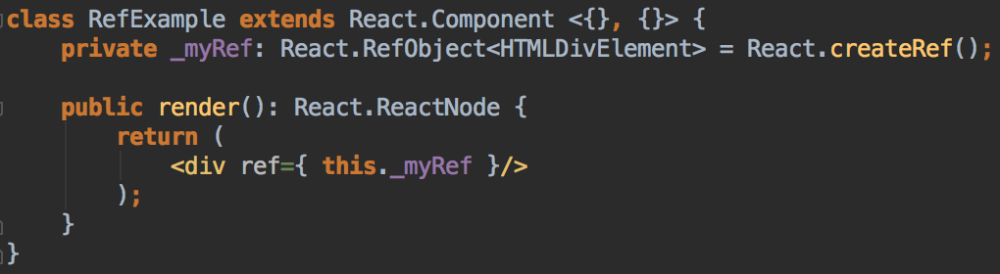 class RefExample extends React.Component <{}, {}> {
    private _myRef: React.RefObject<HTMLDivElement> = React.createRef();

    public render(): React.ReactNode {
        return (
            <div ref={ this._myRef }/>
        );
    }
}